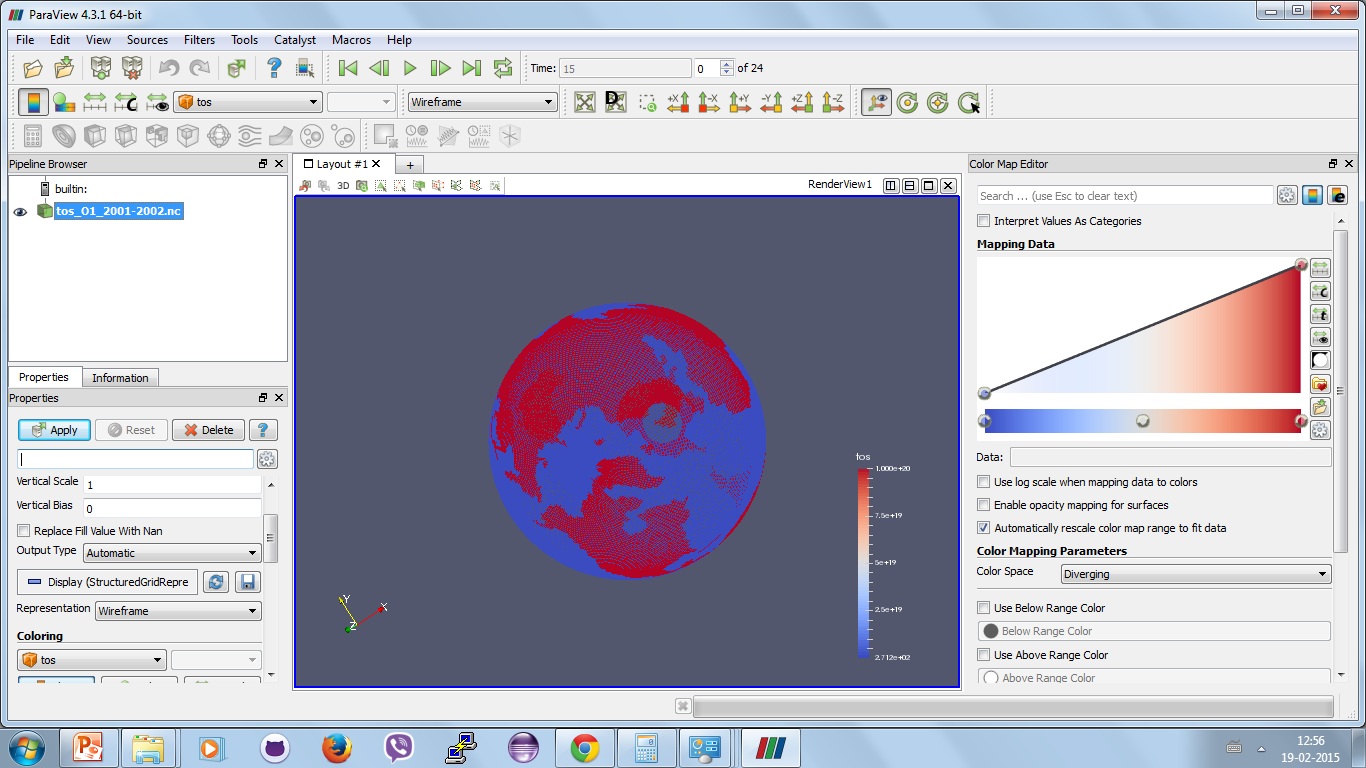 ParaView 4.3.1 64-bit
File Edit View Sources Filters Tools Catalyst Macros Help
? Time: 15 0 of 24
C tos Wireframe D +X -X +Y -Y +Z -Z
Pipeline Browser
builtin:
tos_O1_2001-2002.nc
Properties Information
Properties
Apply Reset Delete ?
Vertical Scale 1
Vertical Bias 0
Replace Fill Value With Nan
Output Type Automatic
Display (StructuredGridRepre
Representation Wireframe
Coloring
tos
Layout #1 +
3D RenderView1
tos
1.000e+20
7.5e+19
5e+19
2.5e+19
2.712e+02
Y X Z
Color Map Editor
Search ... (use Esc to clear text) e
Interpret Values As Categories
Mapping Data
C
t
Data:
Use log scale when mapping data to colors
Enable opacity mapping for surfaces
Automatically rescale color map range to fit data
Color Mapping Parameters
Color Space Diverging
Use Below Range Color
Below Range Color
Use Above Range Color
Above Range Color
12:56
19-02-2015